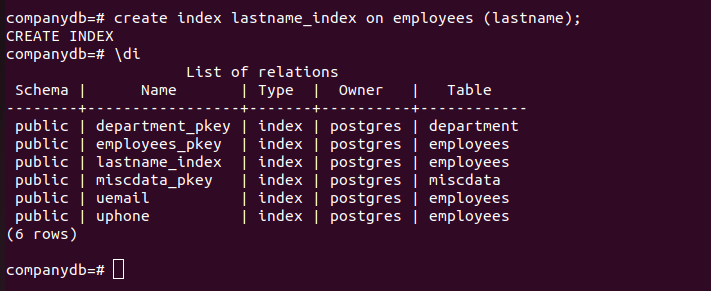 companydb=# create index lastname_index on employees (lastname);
CREATE INDEX
companydb=# \di
                    List of relations
 Schema |      Name       | Type  |  Owner   |   Table    
--------+-----------------+-------+----------+------------
 public | department_pkey | index | postgres | department
 public | employees_pkey  | index | postgres | employees
 public | lastname_index  | index | postgres | employees
 public | miscdata_pkey   | index | postgres | miscdata
 public | uemail          | index | postgres | employees
 public | uphone          | index | postgres | employees
(6 rows)

companydb=#